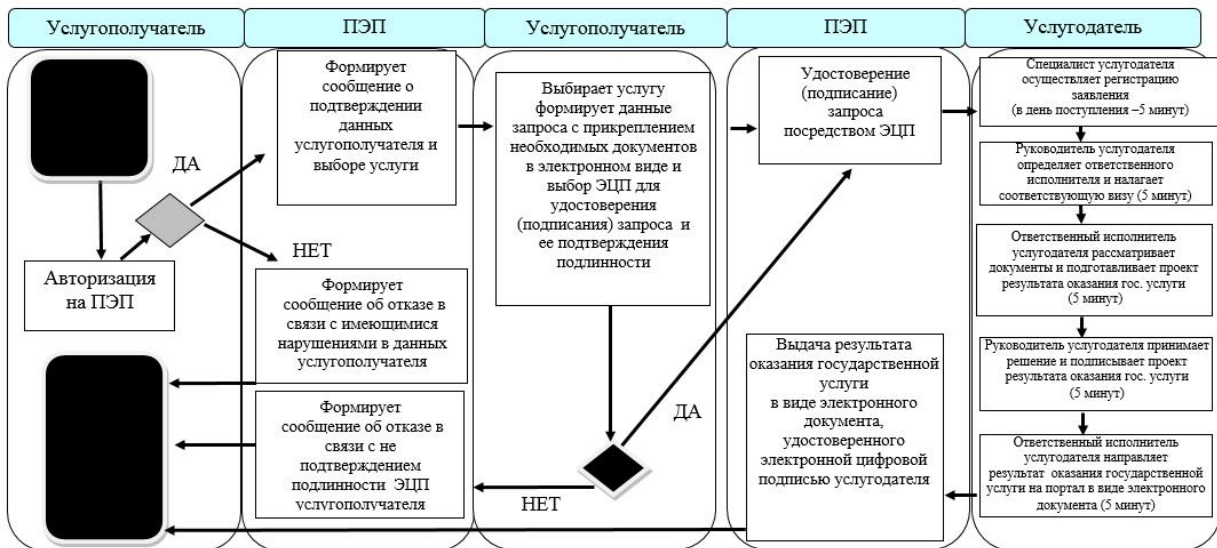 Услугополучатель
ПЭП
Услугополучатель
ПЭП
Услугодатель
ДА
Авторизация
на ПЭП
Формирует
сообщение о
подтверждении
данных
услугополучателя и
выборе услуги
НЕТ
Формирует
сообщение об отказе в
связи с имеющимися
нарушениями в данных
услугополучателя
Формирует
сообщение об отказе в
связи с не
подтверждением
подлинности ЭЦП
услугополучателя
Выбирает услугу
формирует данные
запроса с прикреплением
необходимых документов
в электронном виде и
выбор ЭЦП для
удостоверения
(подписания) запроса и
ее подтверждения
подлинности
ДА
НЕТ
Удостоверение
(подписание)
запроса
посредством ЭЦП
Выдача результата
оказания государственной
услуги
в виде электронного
документа,
удостоверенного
электронной цифровой
подписью услугодателя
Специалист услугодателя
осуществляет регистрацию
заявления
(в день поступления –5 минут)
Руководитель услугодателя
определяет ответственного
исполнителя и налагает
соответствующую визу (5 минут)
Ответственный исполнитель
услугодателя рассматривает
документы и подготавливает проект
результата оказания гос. услуги
(5 минут)
Руководитель услугодателя принимает
решение и подписывает проект
результата оказания гос. услуги
(5 минут)
Ответственный исполнитель
услугодателя направляет
результат оказания государственной
услуги на портал в виде электронного
документа (5 минут)